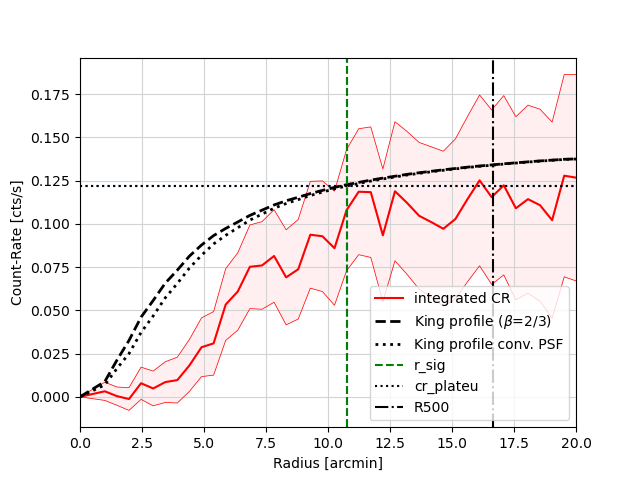 0.175
0.150
0.125
0.100
0.075
0.050
0.025
0.000
Count-Rate [cts/s]
integrated CR
King profile (β=2/3)
King profile conv. PSF
r_sig
cr_plateu
R500
0.0 2.5 5.0 7.5 10.0 12.5 15.0 17.5 20.0
Radius [arcmin]